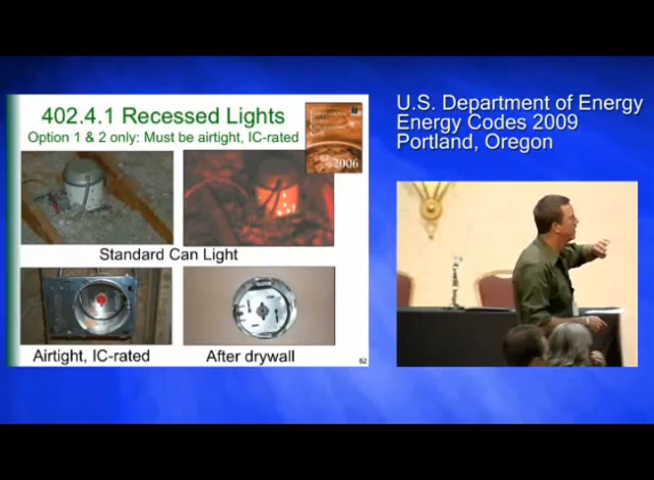 402.4.1 Recessed Lights
Option 1 & 2 only: Must be airtight, IC-rated
2006
Standard Can Light
Airtight, IC-rated
After drywall
62
U.S. Department of Energy
Energy Codes 2009
Portland, Oregon